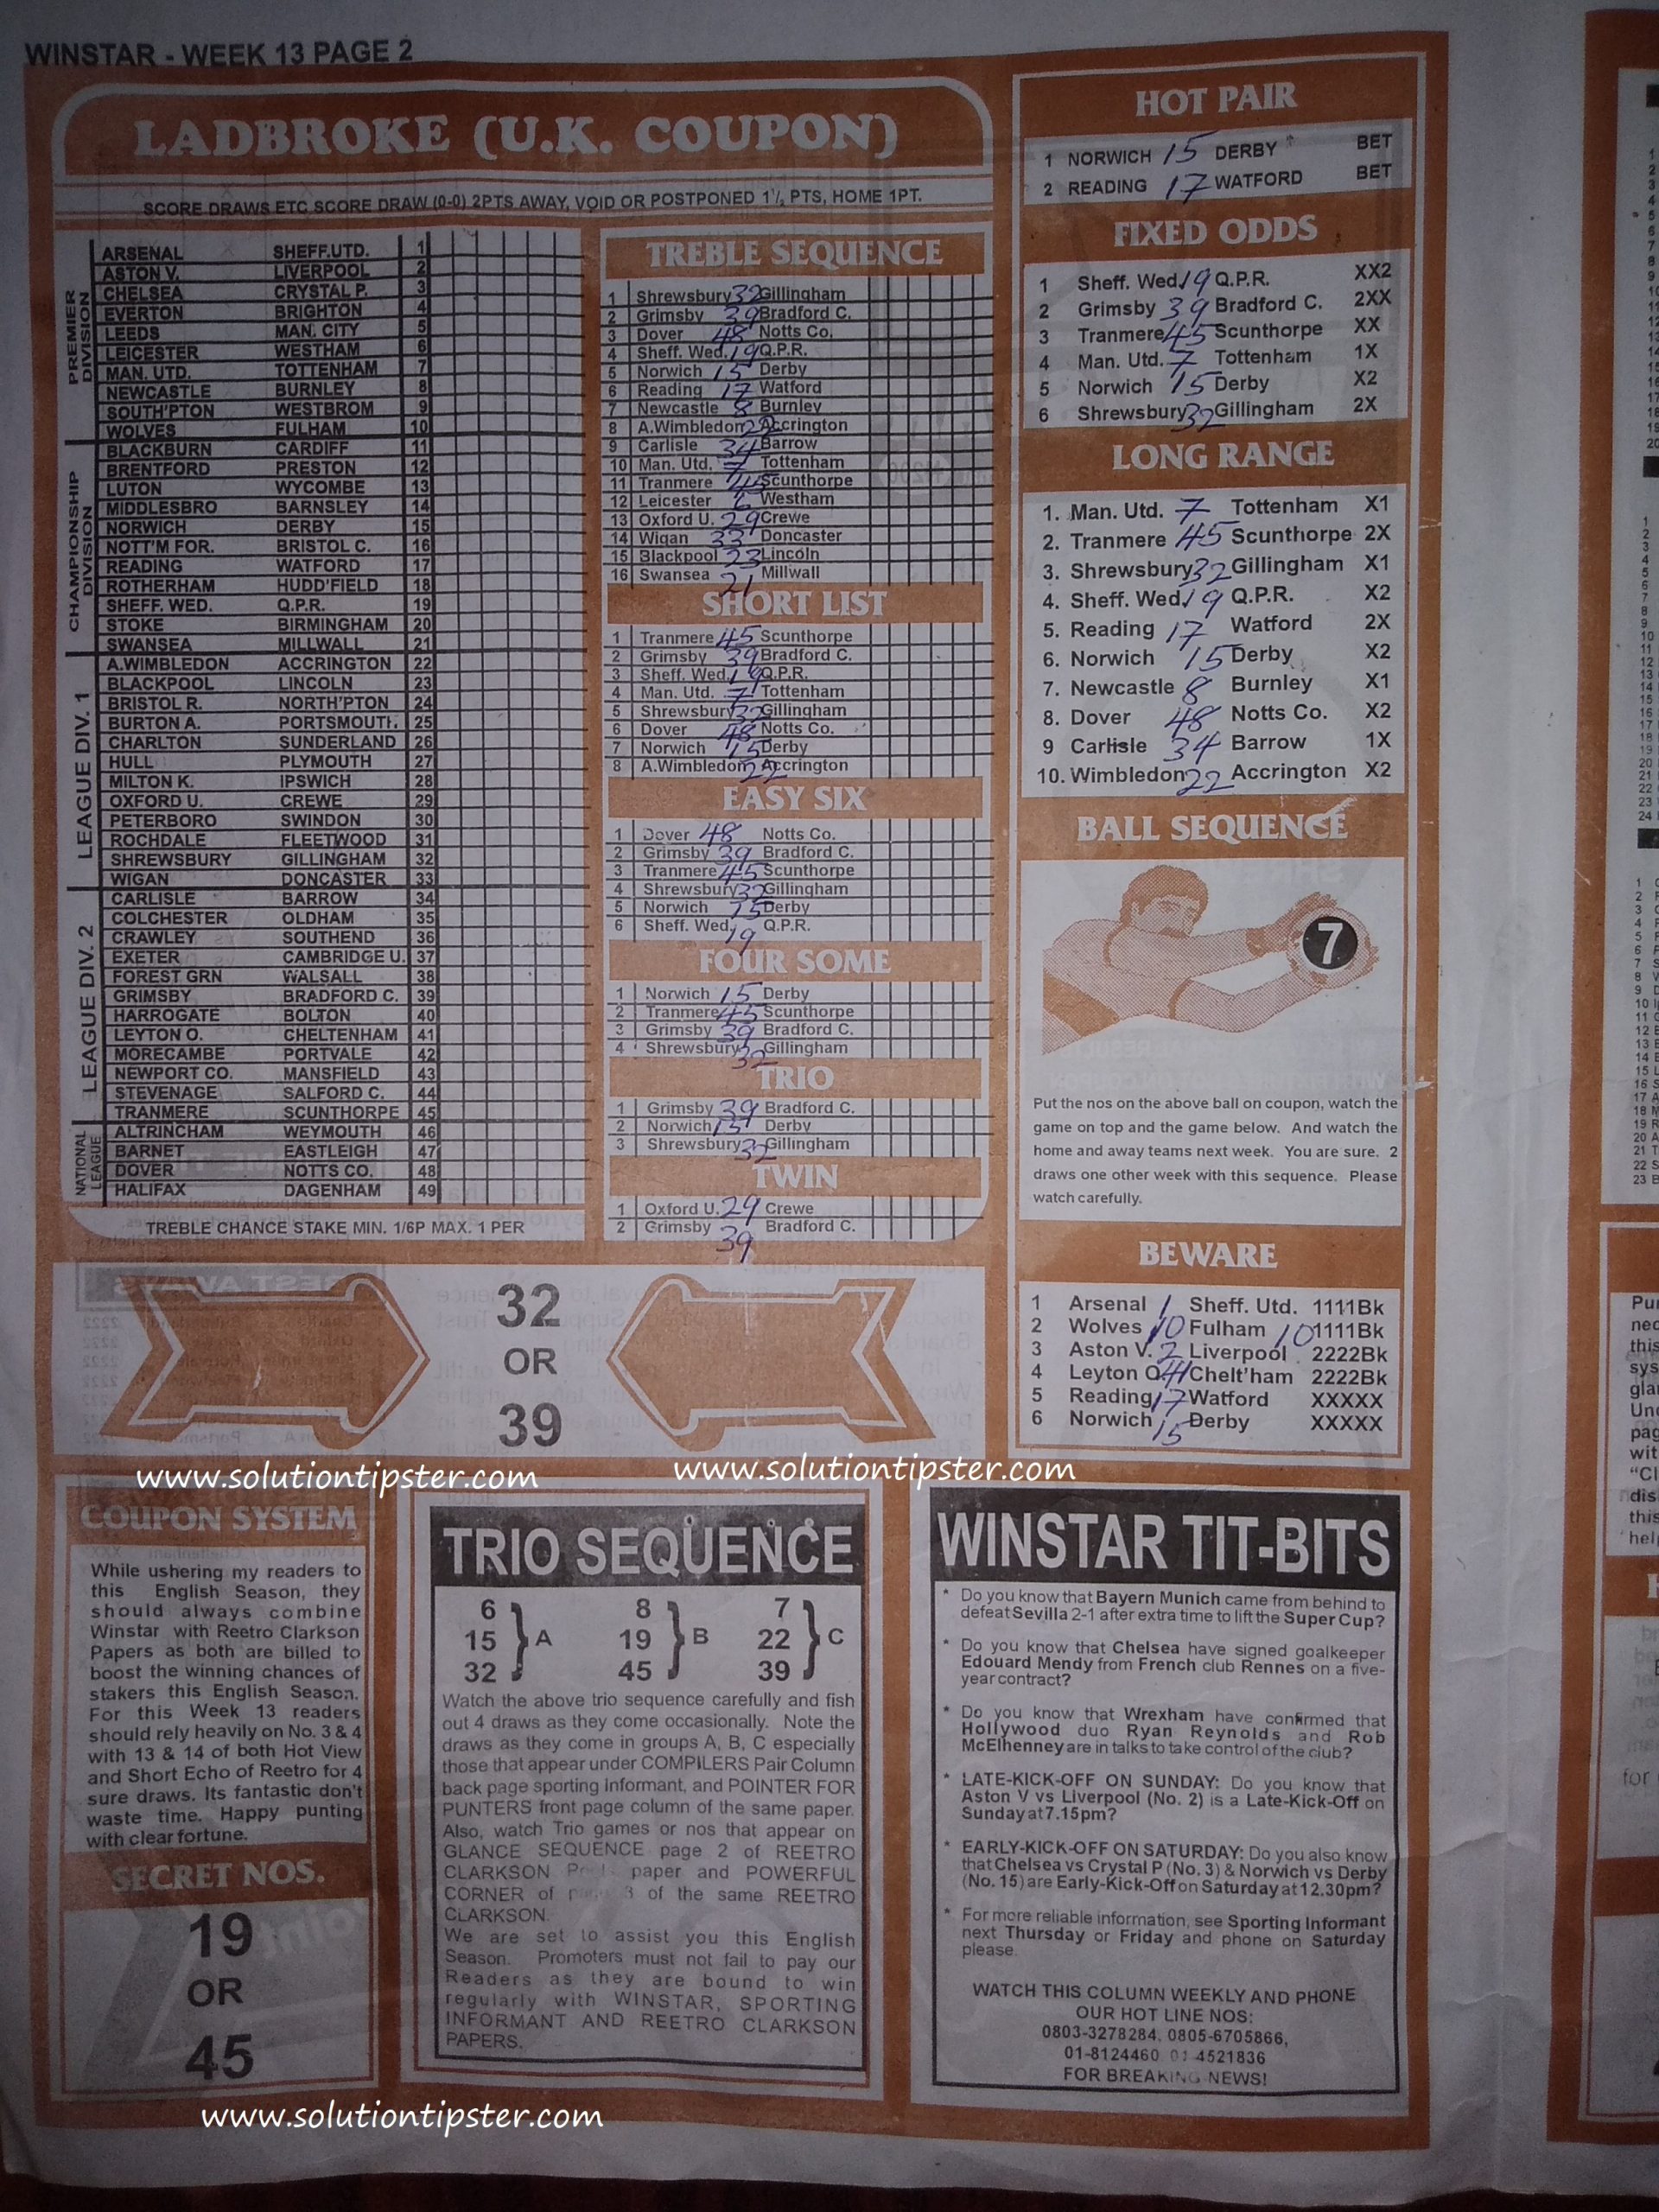 WINSTAR - WEEK 13 PAGE 2
LADBROKE (U.K. COUPON)
SCORE DRAWS ETC SCORE DRAW (0-0) 2PTS AWAY, VOID OR POSTPONED 1½ PTS, HOME 1PT.
PREMIER DIVISION
ARSENAL SHEFF.UTD. 1
ASTON V. LIVERPOOL 2
CHELSEA CRYSTAL P. 3
EVERTON BRIGHTON 4
LEEDS MAN. CITY 5
LEICESTER WESTHAM 6
MAN. UTD. TOTTENHAM 7
NEWCASTLE BURNLEY 8
SOUTH'PTON WESTBROM 9
WOLVES FULHAM 10
CHAMPIONSHIP DIVISION
BLACKBURN CARDIFF 11
BRENTFORD PRESTON 12
LUTON WYCOMBE 13
MIDDLESBRO BARNSLEY 14
NORWICH DERBY 15
NOTT'M FOR. BRISTOL C. 16
READING WATFORD 17
ROTHERHAM HUDD'FIELD 18
SHEFF. WED. Q.P.R. 19
STOKE BIRMINGHAM 20
SWANSEA MILLWALL 21
LEAGUE DIV. 1
A.WIMBLEDON ACCRINGTON 22
BLACKPOOL LINCOLN 23
BRISTOL R. NORTH'PTON 24
BURTON A. PORTSMOUTH. 25
CHARLTON SUNDERLAND 26
HULL PLYMOUTH 27
MILTON K. IPSWICH 28
OXFORD U. CREWE 29
PETERBORO SWINDON 30
ROCHDALE FLEETWOOD 31
SHREWSBURY GILLINGHAM 32
WIGAN DONCASTER 33
LEAGUE DIV. 2
CARLISLE BARROW 34
COLCHESTER OLDHAM 35
CRAWLEY SOUTHEND 36
EXETER CAMBRIDGE U. 37
FOREST GRN WALSALL 38
GRIMSBY BRADFORD C. 39
HARROGATE BOLTON 40
LEYTON O. CHELTENHAM 41
MORECAMBE PORTVALE 42
NEWPORT CO. MANSFIELD 43
STEVENAGE SALFORD C. 44
TRANMERE SCUNTHORPE 45
NATIONAL LEAGUE
ALTRINCHAM WEYMOUTH 46
BARNET EASTLEIGH 47
DOVER NOTTS CO. 48
HALIFAX DAGENHAM 49
TREBLE CHANCE STAKE MIN. 1/6P MAX. 1 PER
TREBLE SEQUENCE
1 Shrewsbury 32 Gillingham
2 Grimsby 39 Bradford C.
3 Dover 48 Notts Co.
4 Sheff. Wed. 19 Q.P.R.
5 Norwich 15 Derby
6 Reading 17 Watford
7 Newcastle 8 Burnley
8 A.Wimbledon 22 Accrington
9 Carlisle 34 Barrow
10 Man. Utd. 7 Tottenham
11 Tranmere 45 Scunthorpe
12 Leicester 6 Westham
13 Oxford U. 29 Crewe
14 Wigan 33 Doncaster
15 Blackpool 23 Lincoln
16 Swansea 21 Millwall
SHORT LIST
1 Tranmere 45 Scunthorpe
2 Grimsby 39 Bradford C.
3 Sheff. Wed. 19 Q.P.R.
4 Man. Utd. 7 Tottenham
5 Shrewsbury 32 Gillingham
6 Dover 48 Notts Co.
7 Norwich 15 Derby
8 A.Wimbledon 22 Accrington
EASY SIX
1 Dover 48 Notts Co.
2 Grimsby 39 Bradford C.
3 Tranmere 45 Scunthorpe
4 Shrewsbury 32 Gillingham
5 Norwich 15 Derby
6 Sheff. Wed. 19 Q.P.R.
FOUR SOME
1 Norwich 15 Derby
2 Tranmere 45 Scunthorpe
3 Grimsby 39 Bradford C.
4 Shrewsbury 32 Gillingham
TRIO
1 Grimsby 39 Bradford C.
2 Norwich 15 Derby
3 Shrewsbury 32 Gillingham
TWIN
1 Oxford U. 29 Crewe
2 Grimsby 39 Bradford C.
HOT PAIR
1 NORWICH 15 DERBY BET
2 READING 17 WATFORD BET
FIXED ODDS
1 Sheff. Wed. 19 Q.P.R. XX2
2 Grimsby 39 Bradford C. 2XX
3 Tranmere 45 Scunthorpe XX
4 Man. Utd. 7 Tottenham 1X
5 Norwich 15 Derby X2
6 Shrewsbury 32 Gillingham 2X
LONG RANGE
1. Man. Utd. 7 Tottenham X1
2. Tranmere 45 Scunthorpe 2X
3. Shrewsbury 32 Gillingham X1
4. Sheff. Wed. 19 Q.P.R. X2
5. Reading 17 Watford 2X
6. Norwich 15 Derby X2
7. Newcastle 8 Burnley X1
8. Dover 48 Notts Co. X2
9 Carlisle 34 Barrow 1X
10. Wimbledon 22 Accrington X2
BALL SEQUENCE
7
Put the nos on the above ball on coupon, watch the
game on top and the game below. And watch the
home and away teams next week. You are sure. 2
draws one other week with this sequence. Please
watch carefully.
BEWARE
1 Arsenal 1 Sheff. Utd. 1111Bk
2 Wolves 10 Fulham 10 1111Bk
3 Aston V. 2 Liverpool 2222Bk
4 Leyton O. 41 Chelt'ham 2222Bk
5 Reading 17 Watford XXXXX
6 Norwich 15 Derby XXXXX
32
OR
39
www.solutiontipster.com
www.solutiontipster.com
COUPON SYSTEM
While ushering my readers to
this English Season, they
should always combine
Winstar with Reetro Clarkson
Papers as both are billed to
boost the winning chances of
stakers this English Season.
For this Week 13 readers
should rely heavily on No. 3 & 4
with 13 & 14 of both Hot View
and Short Echo of Reetro for 4
sure draws. Its fantastic don't
waste time. Happy punting
with clear fortune.
SECRET NOS.
19
OR
45
TRIO SEQUENCE
6 8 7
15 A 19 B 22 C
32 45 39
Watch the above trio sequence carefully and fish
out 4 draws as they come occasionally. Note the
draws as they come in groups A, B, C especially
those that appear under COMPILERS Pair Column
back page sporting informant, and POINTER FOR
PUNTERS front page column of the same paper.
Also, watch Trio games or nos that appear on
GLANCE SEQUENCE page 2 of REETRO
CLARKSON paper and POWERFUL
CORNER of 3 of the same REETRO
CLARKSON.
We are set to assist you this English
Season. Promoters must not fail to pay our
Readers as they are bound to win
regularly with WINSTAR, SPORTING
INFORMANT AND REETRO CLARKSON
PAPERS.
WINSTAR TIT-BITS
* Do you know that Bayern Munich came from behind to
defeat Sevilla 2-1 after extra time to lift the Super Cup?
* Do you know that Chelsea have signed goalkeeper
Edouard Mendy from French club Rennes on a five-
year contract?
* Do you know that Wrexham have confirmed that
Hollywood duo Ryan Reynolds and Rob
McElhenney are in talks to take control of the club?
* LATE-KICK-OFF ON SUNDAY: Do you know that
Aston V vs Liverpool (No. 2) is a Late-Kick-Off on
Sunday at 7.15pm?
* EARLY-KICK-OFF ON SATURDAY: Do you also know
that Chelsea vs Crystal P (No. 3) & Norwich vs Derby
(No. 15) are Early-Kick-Off on Saturday at 12.30pm?
* For more reliable information, see Sporting Informant
next Thursday or Friday and phone on Saturday
please.
WATCH THIS COLUMN WEEKLY AND PHONE
OUR HOT LINE NOS:
0803-3278284, 0805-6705866,
01-8124460 01-4521836
FOR BREAKING NEWS!
www.solutiontipster.com